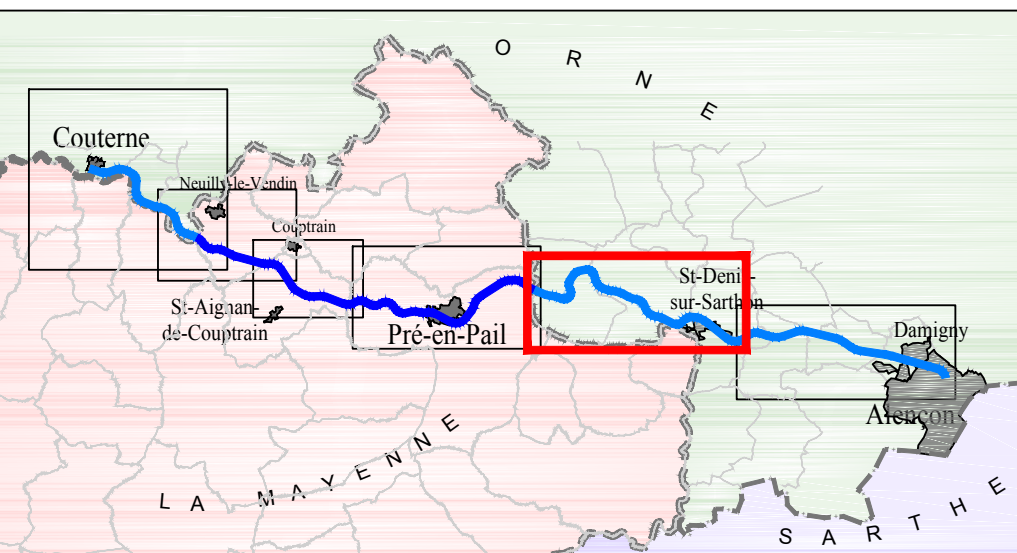 O R N E
Couterne
Neuilly-le-Vendin
Couptrain
St-Denis-
sur-Sarthon
St-Aignan-
de-Couptrain
Pré-en-Pail
Damigny
Alençon
L A M A Y E N N E
S A R T H E